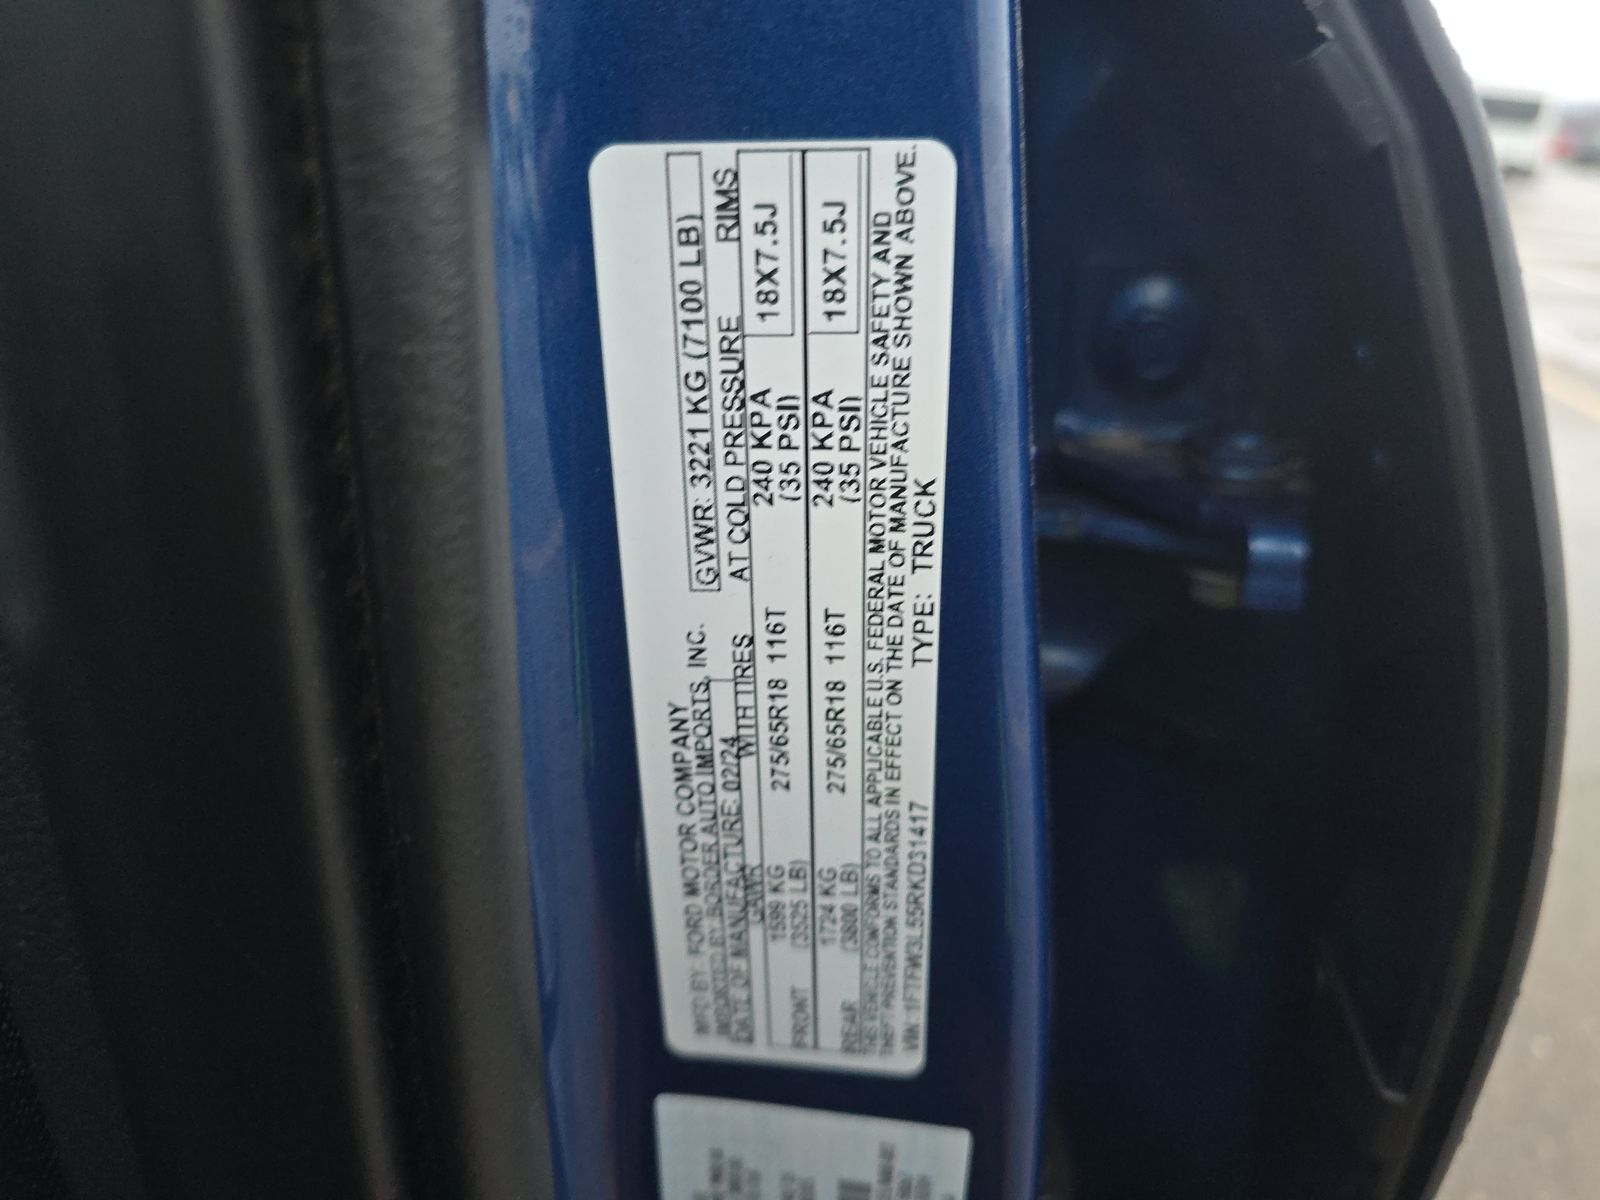 MFD BY: FORD MOTOR COMPANY
IMPORTED BY: BORDER AUTO IMPORTS, INC.
GVWR: 3221 KG (7100 LB)
DATE OF MANUFACTURE: 02/24
GAWR WITH TIRES AT COLD PRESSURE RIMS
FRONT 1599 KG (3525 LB) 275/65R18 116T 240 KPA (35 PSI) 18X7.5J
REAR 1724 KG (3800 LB) 275/65R18 116T 240 KPA (35 PSI) 18X7.5J
THIS VEHICLE CONFORMS TO ALL APPLICABLE U.S. FEDERAL MOTOR VEHICLE SAFETY AND
THEFT PREVENTION STANDARDS IN EFFECT ON THE DATE OF MANUFACTURE SHOWN ABOVE.
VIN: 1FTFW3L55RKD31417 TYPE: TRUCK